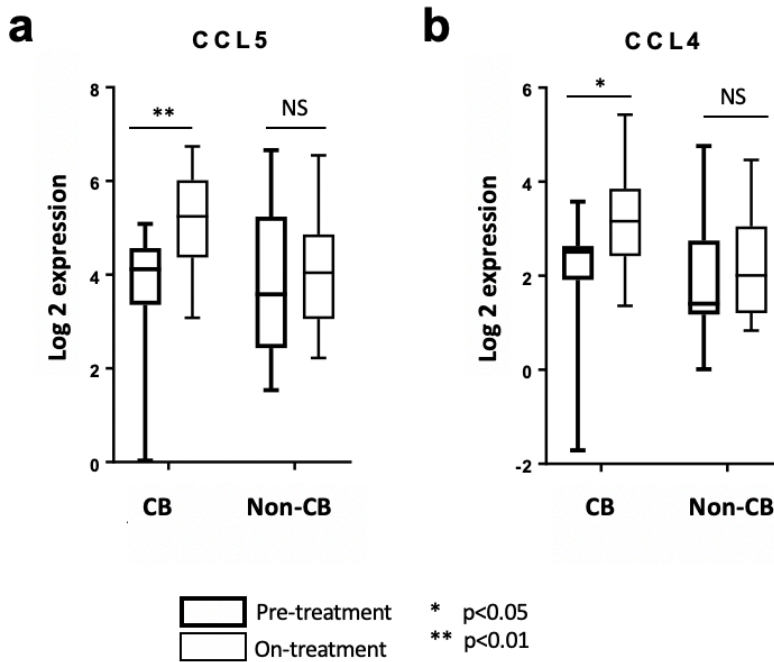 a
CCL5
8
6
4
2
0
Log 2 expression
**
NS
CB
Non-CB
b
CCL4
6
4
2
0
-2
Log 2 expression
*
NS
CB
Non-CB
Pre-treatment
On-treatment
* p<0.05
** p<0.01